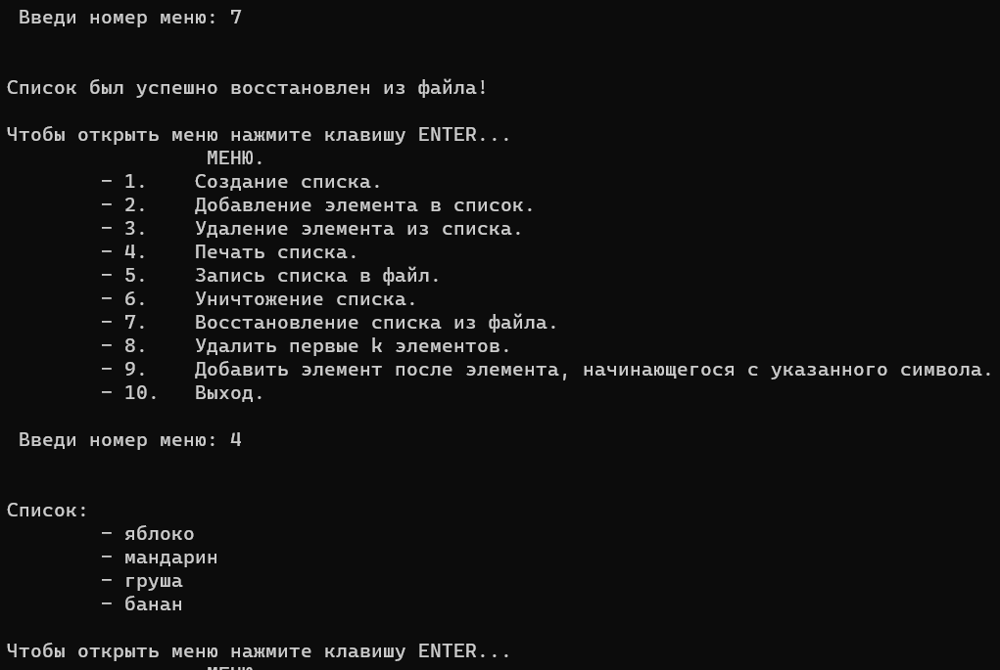 Введи номер меню: 7
Список был успешно восстановлен из файла!
Чтобы открыть меню нажмите клавишу ENTER...
МЕНЮ.
- 1. Создание списка.
- 2. Добавление элемента в список.
- 3. Удаление элемента из списка.
- 4. Печать списка.
- 5. Запись списка в файл.
- 6. Уничтожение списка.
- 7. Восстановление списка из файла.
- 8. Удалить первые k элементов.
- 9. Добавить элемент после элемента, начинающегося с указанного символа.
- 10. Выход.
Введи номер меню: 4
Список:
- яблоко
- мандарин
- груша
- банан
Чтобы открыть меню нажмите клавишу ENTER...